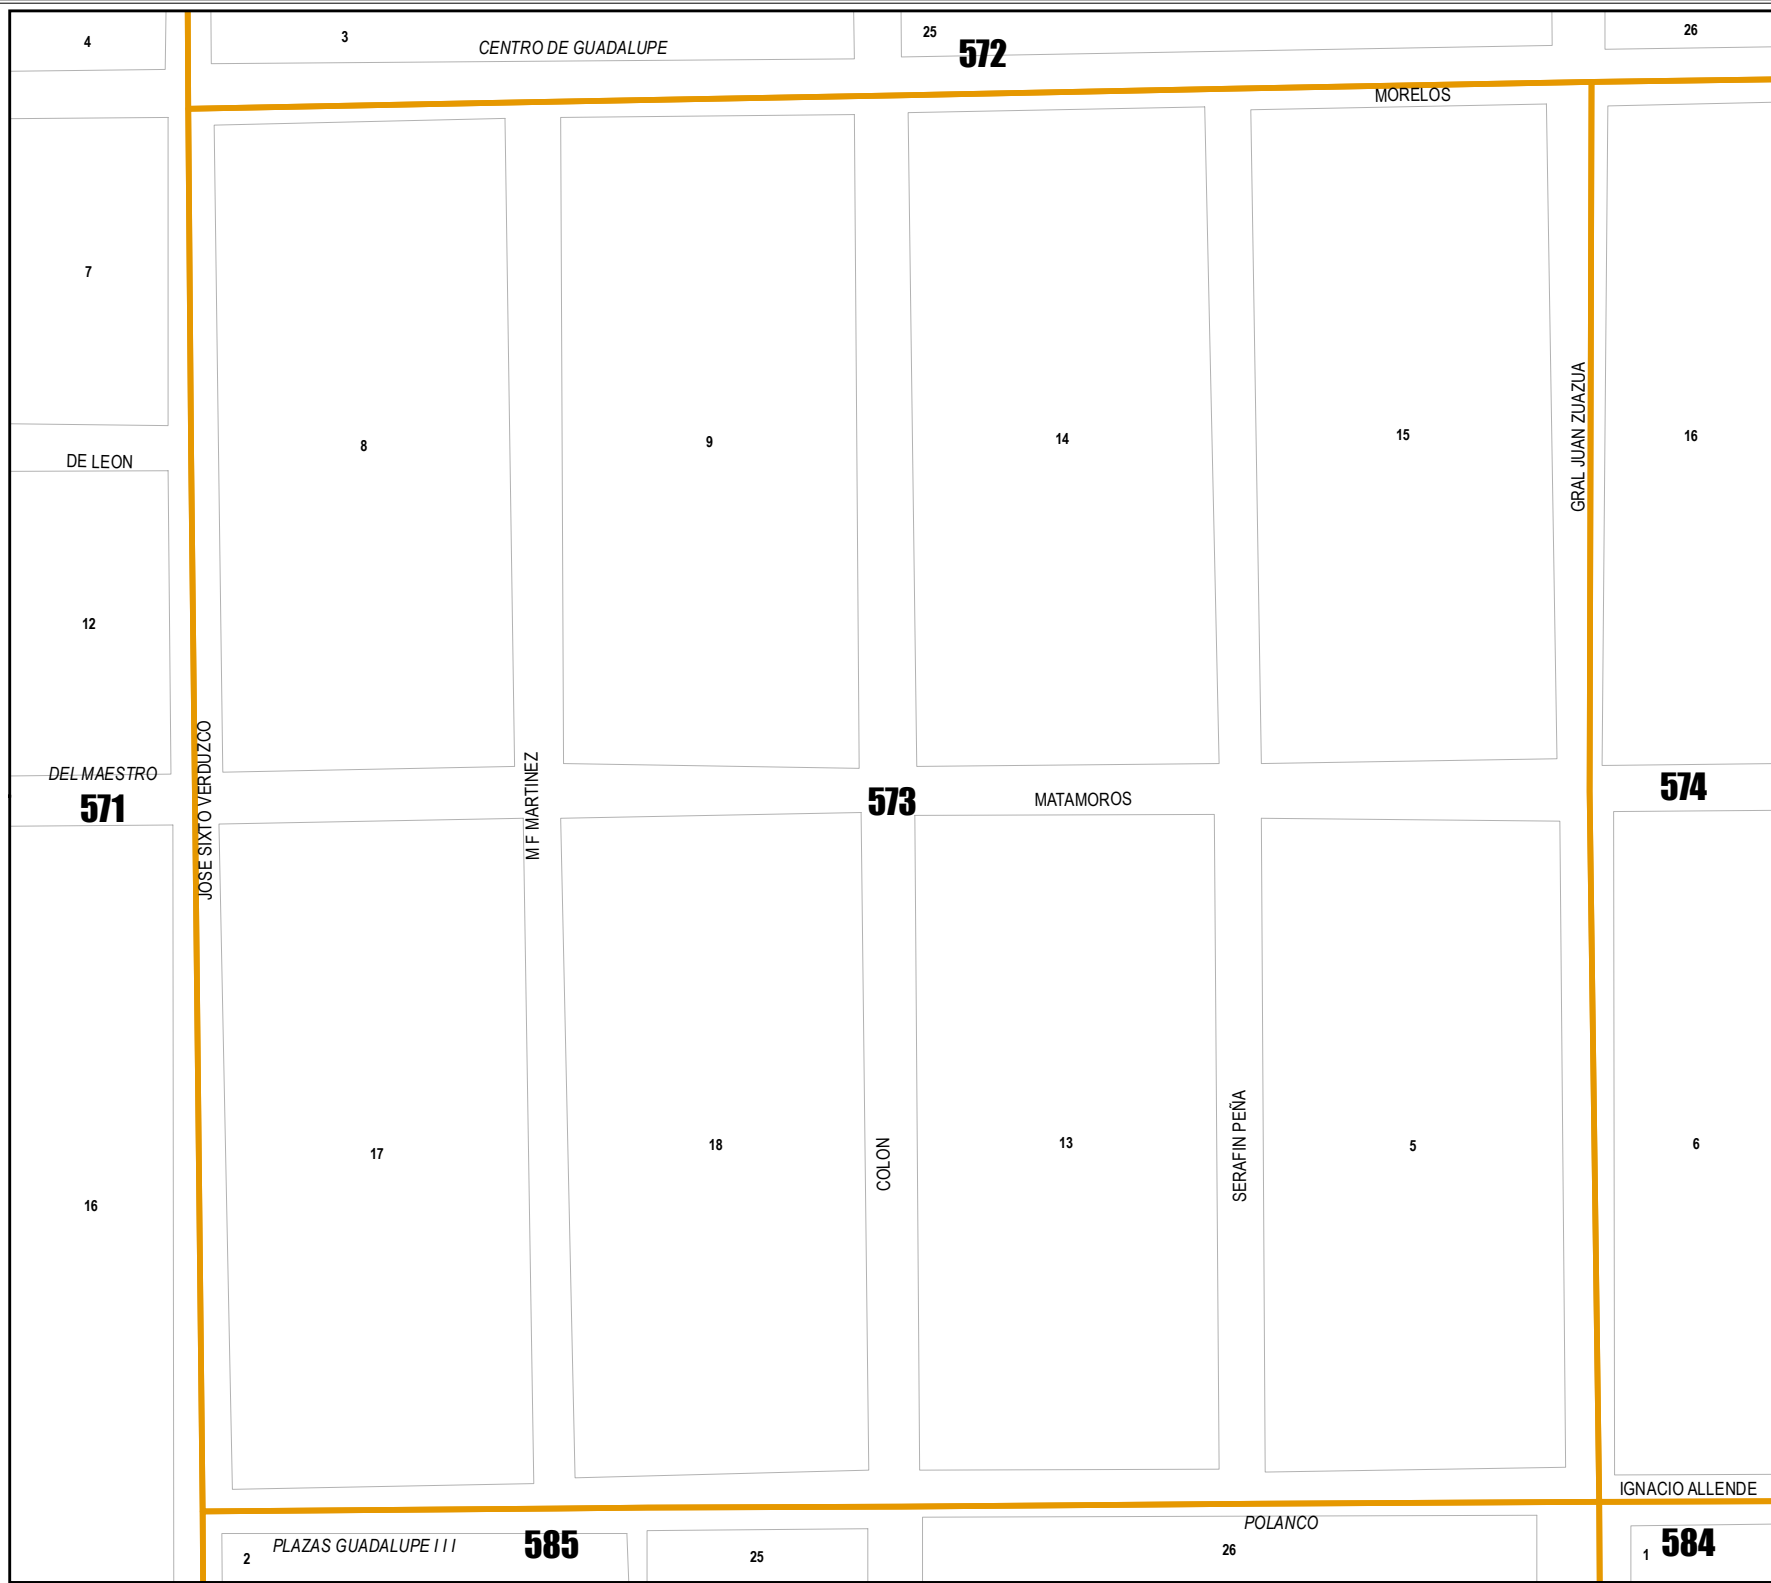 4
3
CENTRO DE GUADALUPE
25
572
26
MORELOS
7
8
9
14
15
GRAL JUAN ZUAZUA
16
DE LEON
12
JOSE SIXTO VERDUZCO
M F MARTINEZ
DEL MAESTRO
571
573
MATAMOROS
574
17
18
COLON
13
SERAFIN PEÑA
5
6
16
IGNACIO ALLENDE
2
PLAZAS GUADALUPE I I I
585
25
POLANCO
26
1
584